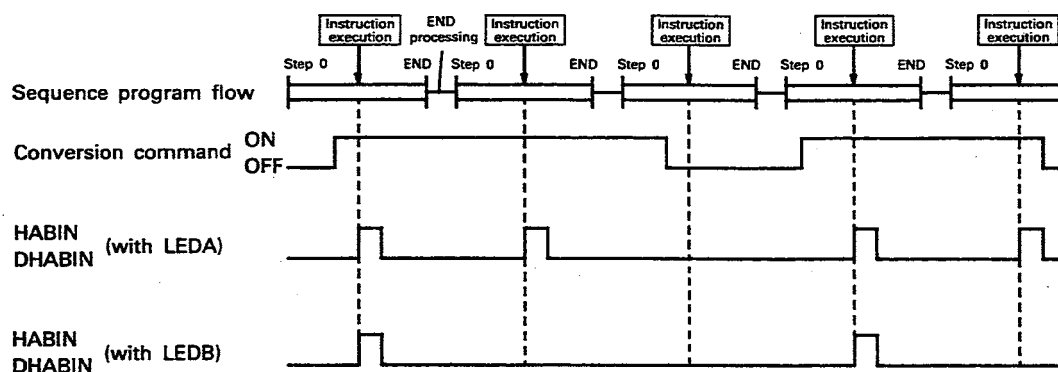 Instruction execution
END processing
Instruction execution
Instruction execution
Instruction execution
Instruction execution
Step 0 END Step 0 END Step 0 END Step 0 END Step 0
Sequence program flow
Conversion command ON
OFF
HABIN
DHABIN (with LEDA)
HABIN
DHABIN (with LEDB)